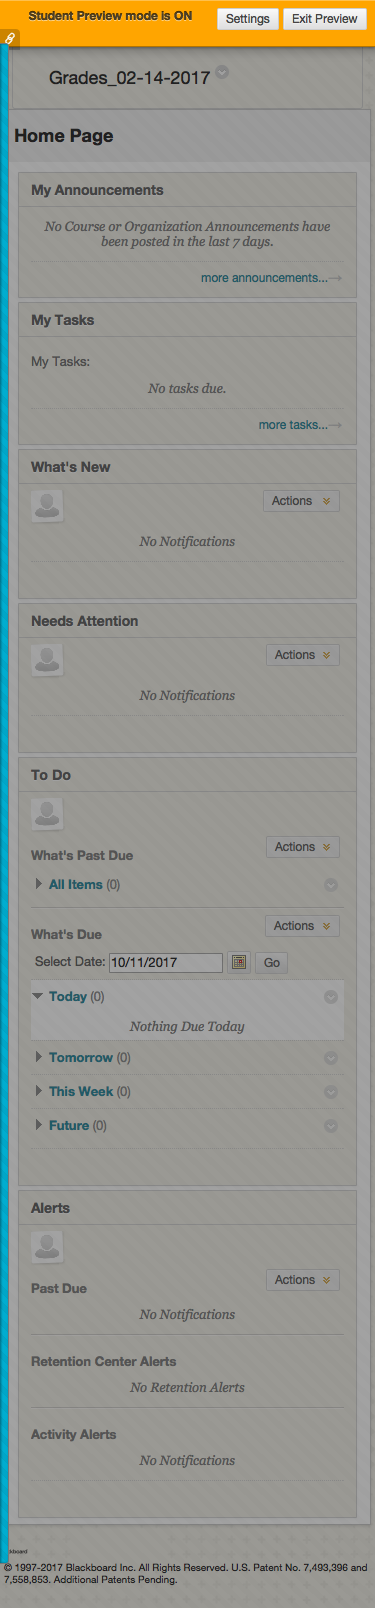 Student Preview mode is ON
Settings
Exit Preview
Grades_02-14-2017
Home Page
My Announcements
No Course or Organization Announcements have
been posted in the last 7 days.
more announcements...→
My Tasks
My Tasks:
No tasks due.
more tasks...→
What's New
Actions
No Notifications
Needs Attention
Actions
No Notifications
To Do
Actions
What's Past Due
All Items (0)
Actions
What's Due
Select Date: 10/11/2017 Go
Today (0)
Nothing Due Today
Tomorrow (0)
This Week (0)
Future (0)
Alerts
Actions
Past Due
No Notifications
Retention Center Alerts
No Retention Alerts
Activity Alerts
No Notifications
© 1997-2017 Blackboard Inc. All Rights Reserved. U.S. Patent No. 7,493,396 and
7,558,853. Additional Patents Pending.